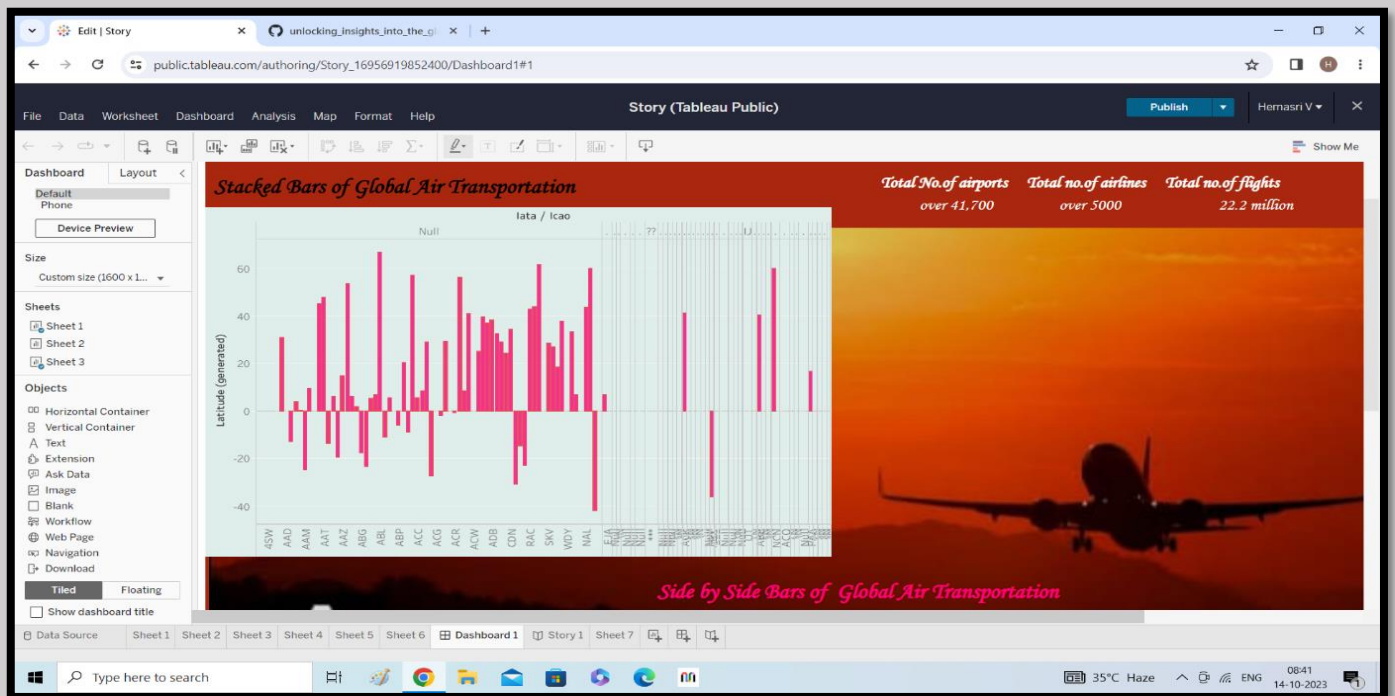 Edit | Story
unlocking_insights_into_the_gl
public.tableau.com/authoring/Story_16956919852400/Dashboard1#1
H
Story (Tableau Public)
Publish
Hemasri V
File Data Worksheet Dashboard Analysis Map Format Help
Show Me
Dashboard Layout
Default
Phone
Device Preview
Size
Custom size (1600 x 1...
Sheets
Sheet 1
Sheet 2
Sheet 3
Objects
Horizontal Container
Vertical Container
Text
Extension
Ask Data
Image
Blank
Workflow
Web Page
Navigation
Download
Tiled Floating
Show dashboard title
Stacked Bars of Global Air Transportation
Total No.of airports Total no.of airlines Total no.of flights
over 41,700 over 5000 22.2 million
Iata / Icao
Null ?? IJ
Latitude (generated)
60
40
20
0
-20
-40
4SW AAD AAM AAT AAZ ABG ABL ABP ACC ACG ACR ACW ADB CDN RAC SKV WDY NAL EJA
Side by Side Bars of Global Air Transportation
Data Source Sheet 1 Sheet 2 Sheet 3 Sheet 4 Sheet 5 Sheet 6 Dashboard 1 Story 1 Sheet 7
Type here to search
35°C Haze
ENG
08:41
14-10-2023